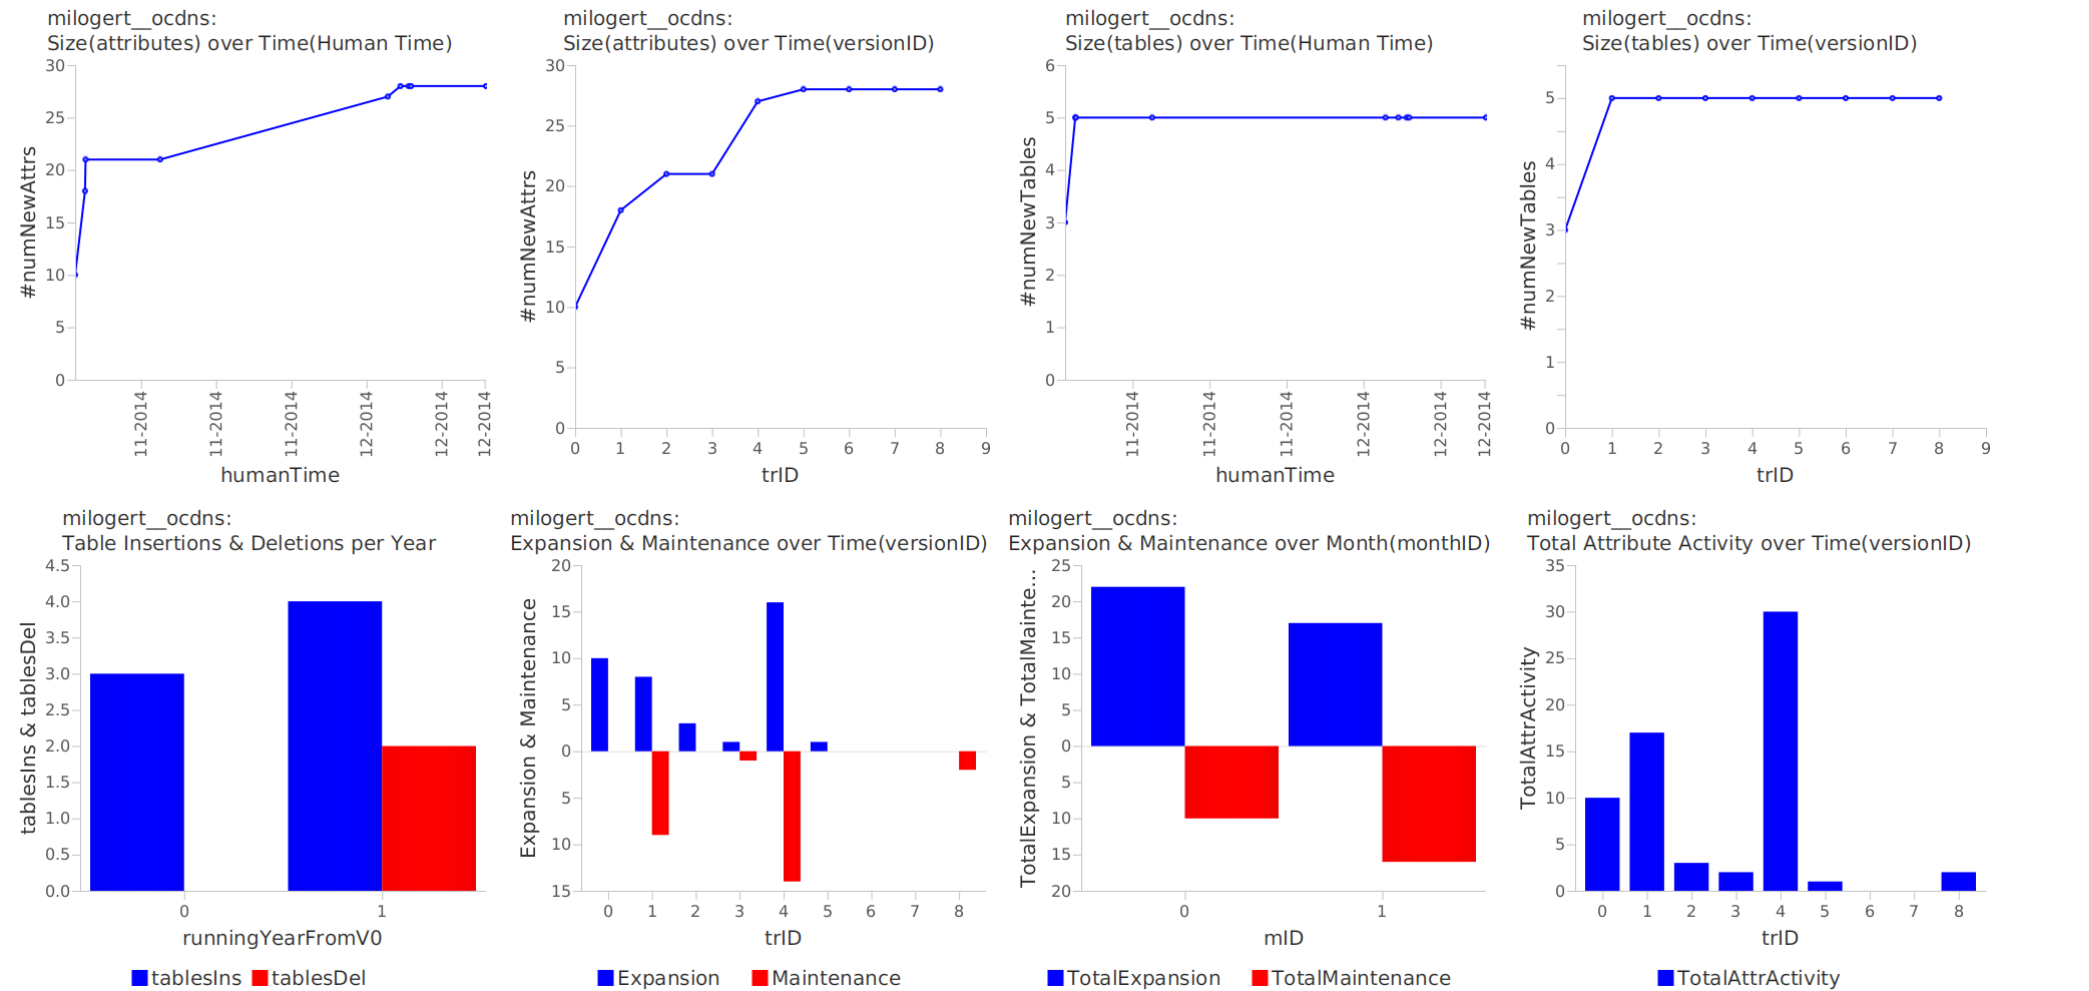 milogert__ocdns:
Size(attributes) over Time(Human Time)
30
25
20
15
10
5
0
#numNewAttrs
11-2014
11-2014
11-2014
12-2014
12-2014
12-2014
humanTime
milogert__ocdns:
Size(attributes) over Time(versionID)
30
25
20
15
10
5
0
#numNewAttrs
0 1 2 3 4 5 6 7 8 9
trID
milogert__ocdns:
Size(tables) over Time(Human Time)
6
5
4
3
2
1
0
#numNewTables
11-2014
11-2014
11-2014
12-2014
12-2014
12-2014
humanTime
milogert__ocdns:
Size(tables) over Time(versionID)
5
4
3
2
1
0
#numNewTables
0 1 2 3 4 5 6 7 8 9
trID
milogert__ocdns:
Table Insertions & Deletions per Year
4.5
4.0
3.5
3.0
2.5
2.0
1.5
1.0
0.5
0.0
tablesIns & tablesDel
0 1
runningYearFromV0
tablesIns tablesDel
milogert__ocdns:
Expansion & Maintenance over Time(versionID)
20
15
10
5
0
5
10
15
Expansion & Maintenance
0 1 2 3 4 5 6 7 8
trID
Expansion Maintenance
milogert__ocdns:
Expansion & Maintenance over Month(monthID)
25
20
15
10
5
0
5
10
15
20
TotalExpansion & TotalMainte...
0 1
mID
TotalExpansion TotalMaintenance
milogert__ocdns:
Total Attribute Activity over Time(versionID)
35
30
25
20
15
10
5
0
TotalAttrActivity
0 1 2 3 4 5 6 7 8
trID
TotalAttrActivity